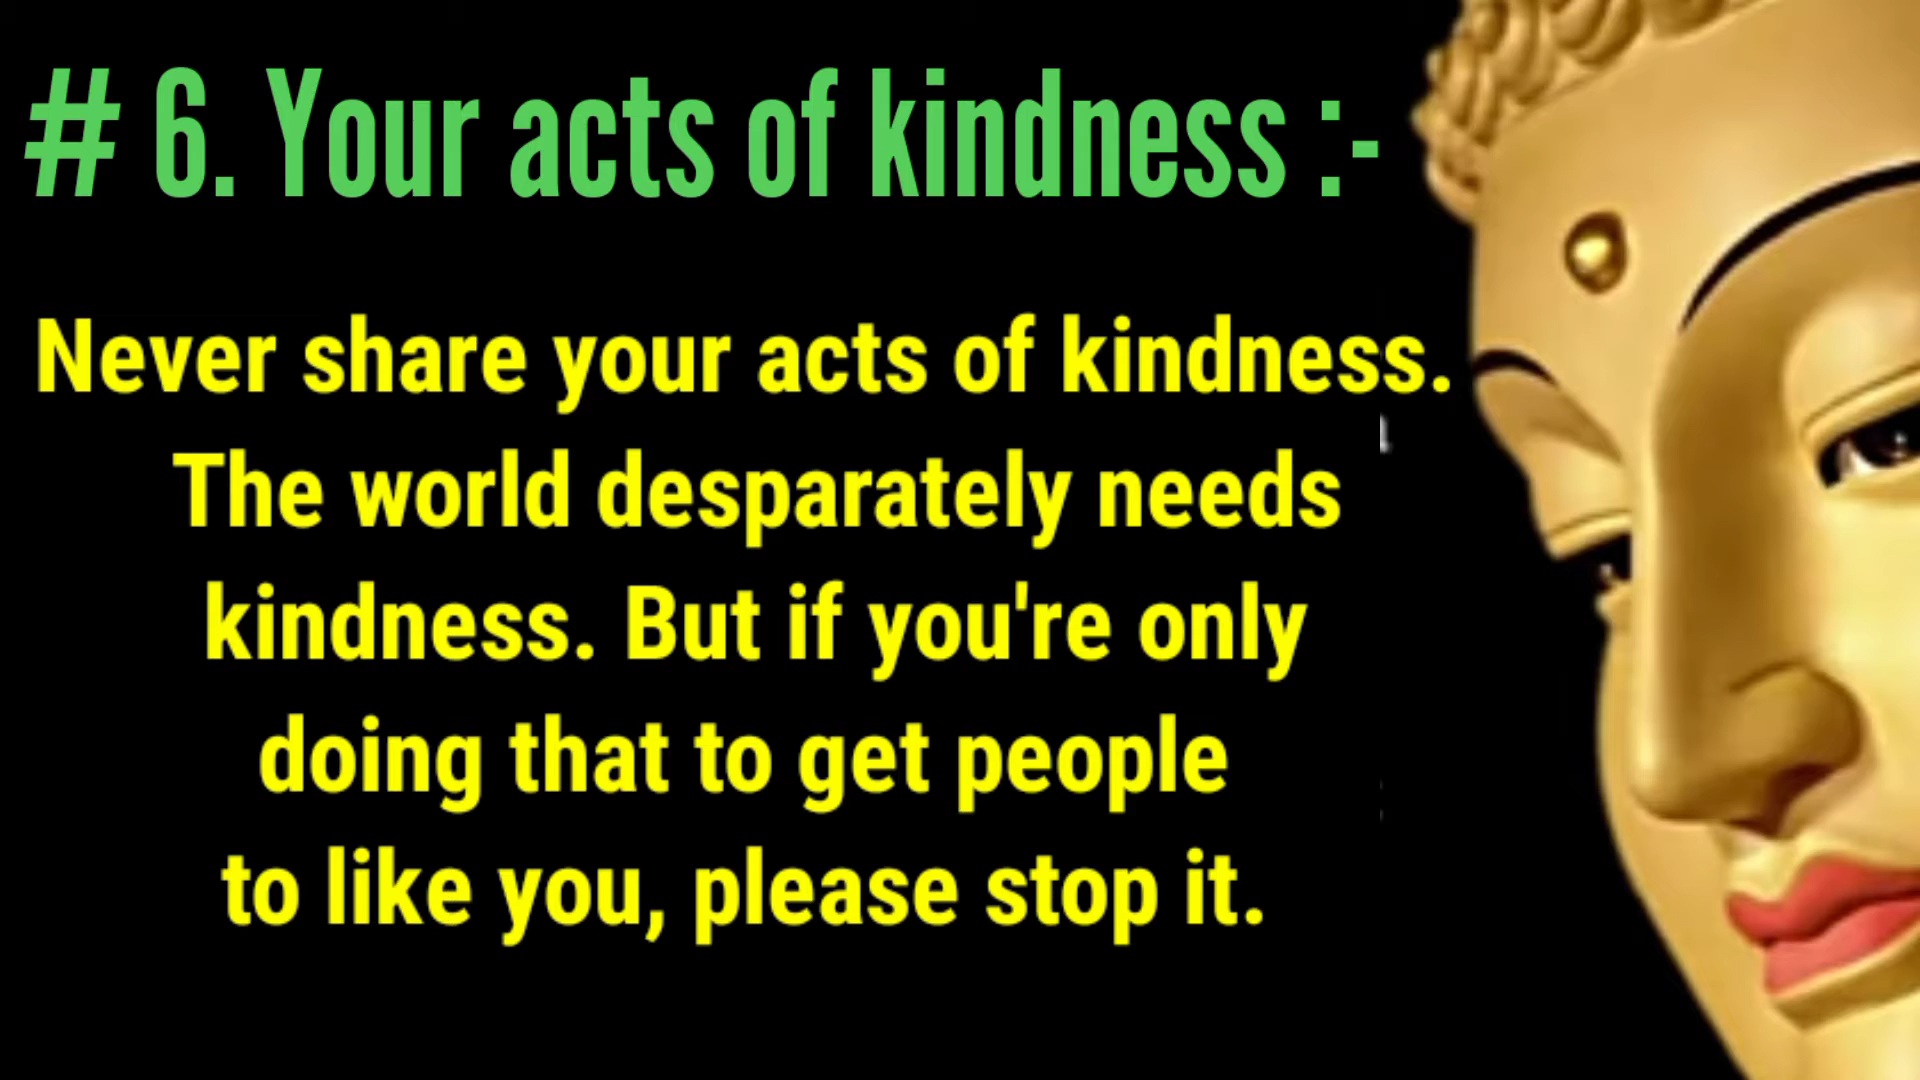 # 6. Your acts of kindness :-
Never share your acts of kindness.
The world desparately needs
kindness. But if you're only
doing that to get people
to like you, please stop it.